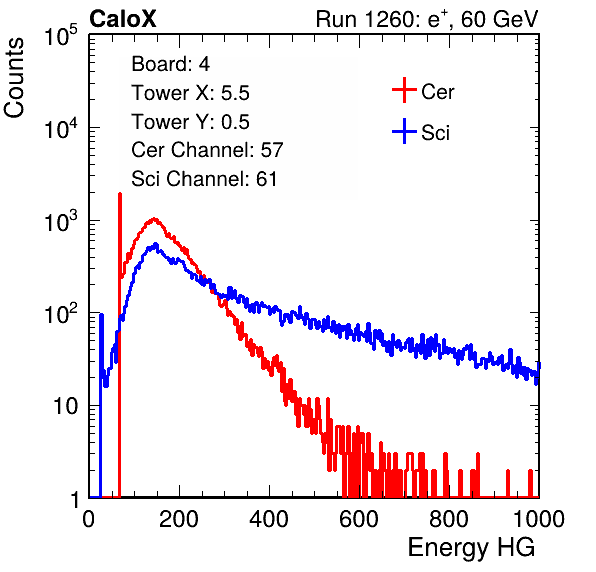 CaloX Run 1260: e⁺, 60 GeV
Counts
Board: 4
Tower X: 5.5
Tower Y: 0.5
Cer Channel: 57
Sci Channel: 61
Cer
Sci
10⁵
10⁴
10³
10²
10
1
0 200 400 600 800 1000
Energy HG